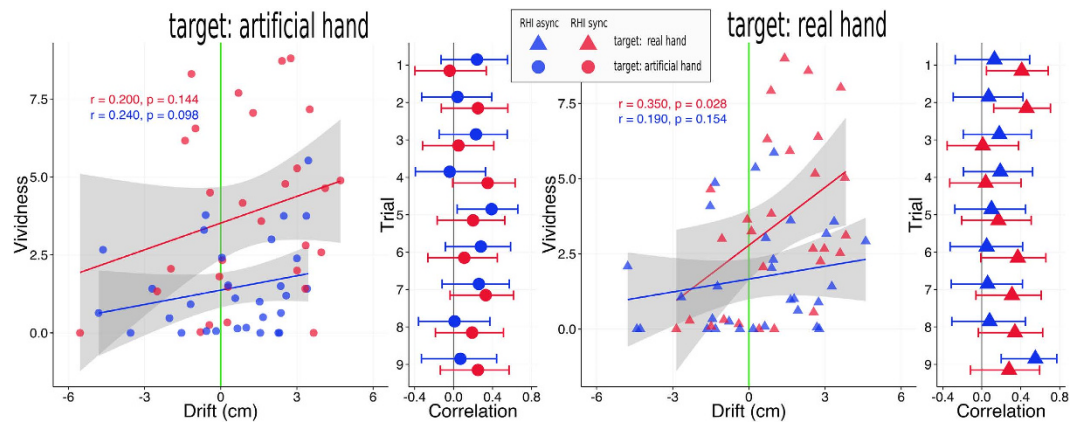 target: artificial hand
RHI async
RHI sync
target: real hand
target: artificial hand
target: real hand
r = 0.200, p = 0.144
r = 0.240, p = 0.098
Vividness
7.5
5.0
2.5
0.0
-6
-3
0
3
6
Drift (cm)
Trial
1
2
3
4
5
6
7
8
9
-0.4
0.0
0.4
0.8
Correlation
r = 0.350, p = 0.028
r = 0.190, p = 0.154
Vividness
7.5
5.0
2.5
0.0
-6
-3
0
3
6
Drift (cm)
Trial
1
2
3
4
5
6
7
8
9
-0.4
0.0
0.4
0.8
Correlation